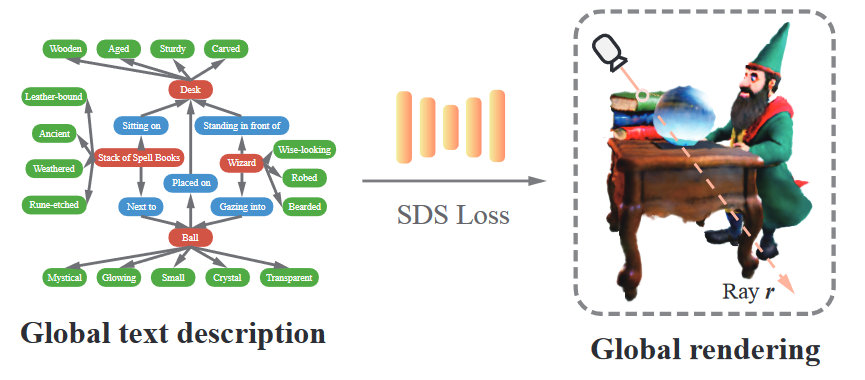 Wooden
Aged
Sturdy
Carved
Desk
Leather-bound
Sitting on
Standing in front of
Ancient
Stack of Spell Books
Wizard
Wise-looking
Weathered
Placed on
Robed
Rune-etched
Next to
Gazing into
Bearded
Ball
Mystical
Glowing
Small
Crystal
Transparent
Global text description
SDS Loss
Ray r
Global rendering